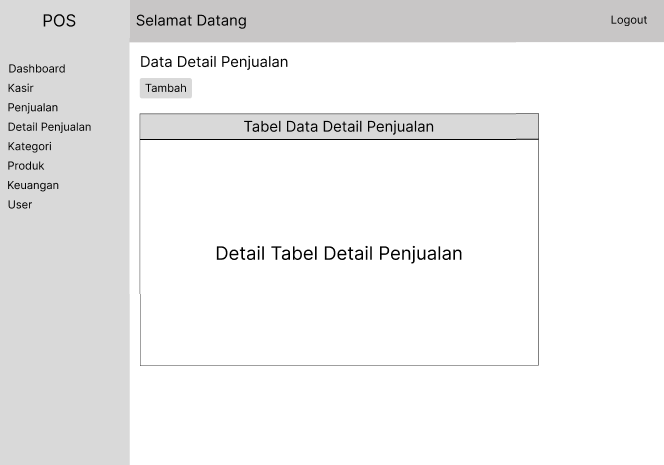 POS
Selamat Datang
Logout
Dashboard
Kasir
Penjualan
Detail Penjualan
Kategori
Produk
Keuangan
User
Data Detail Penjualan
Tambah
Tabel Data Detail Penjualan
Detail Tabel Detail Penjualan